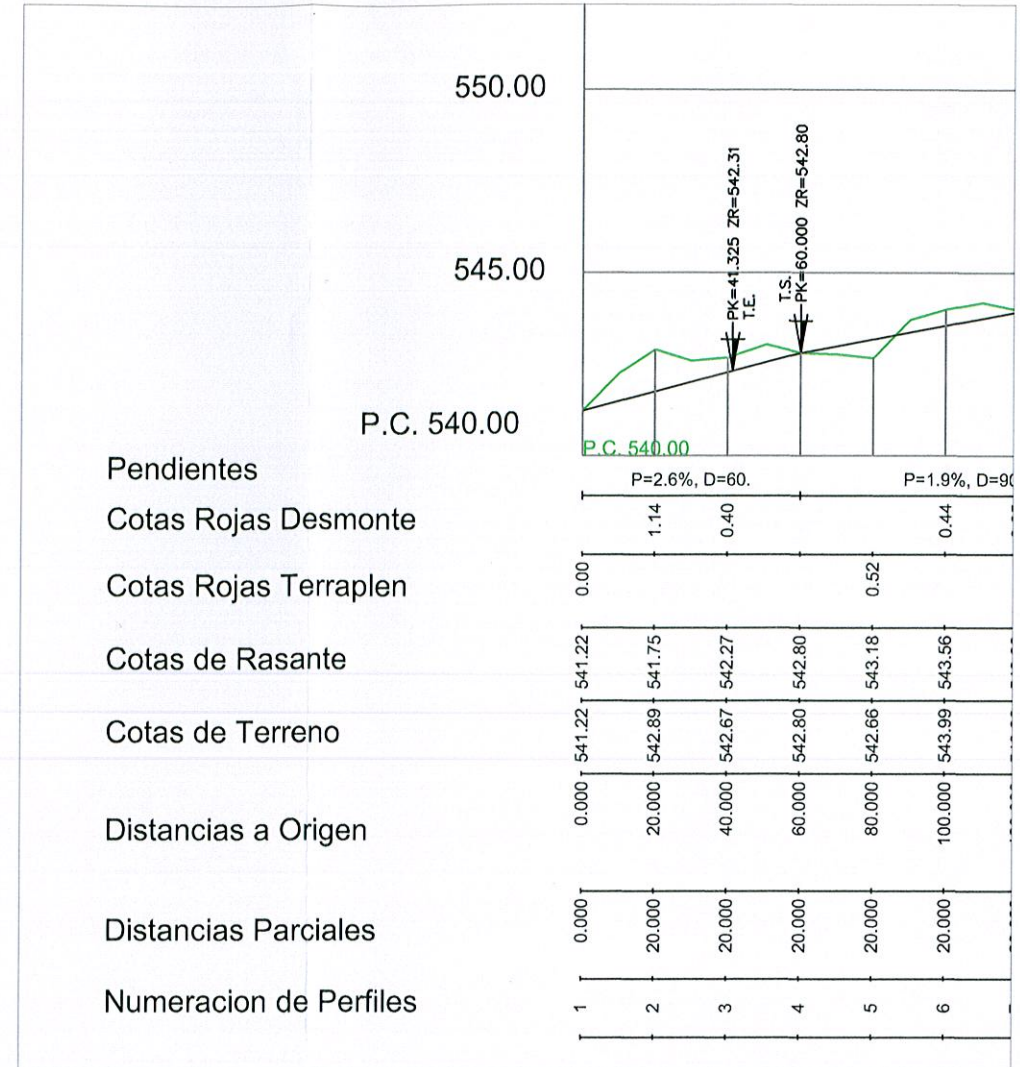 550.00
545.00
PK=41.325 ZR=542.31
T.E.
T.S.
PK=60.000 ZR=542.80
P.C. 540.00
P.C. 540.00
Pendientes
P=2.6%, D=60.
P=1.9%, D=90
Cotas Rojas Desmonte
1.14 0.40 0.44
Cotas Rojas Terraplen
0.00 0.52
Cotas de Rasante
541.22 541.75 542.27 542.80 543.18 543.56
Cotas de Terreno
541.22 542.89 542.67 542.80 542.66 543.99
Distancias a Origen
0.000 20.000 40.000 60.000 80.000 100.000
Distancias Parciales
0.000 20.000 20.000 20.000 20.000 20.000
Numeracion de Perfiles
1 2 3 4 5 6